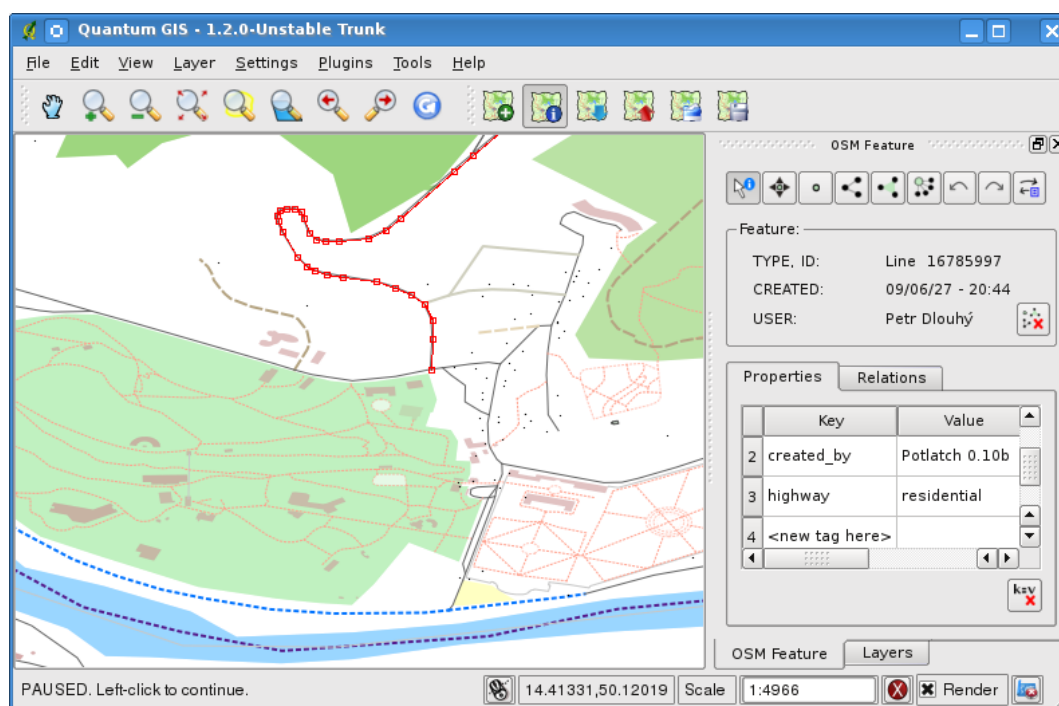 Quantum GIS - 1.2.0-Unstable Trunk
File Edit View Layer Settings Plugins Tools Help
OSM Feature
Feature:
TYPE, ID: Line 16785997
CREATED: 09/06/27 - 20:44
USER: Petr Dlouhý
Properties Relations
Key Value
2 created_by Potlatch 0.10b
3 highway residential
4 <new tag here>
k=v
OSM Feature Layers
PAUSED. Left-click to continue. 14.41331,50.12019 Scale 1:4966 Render